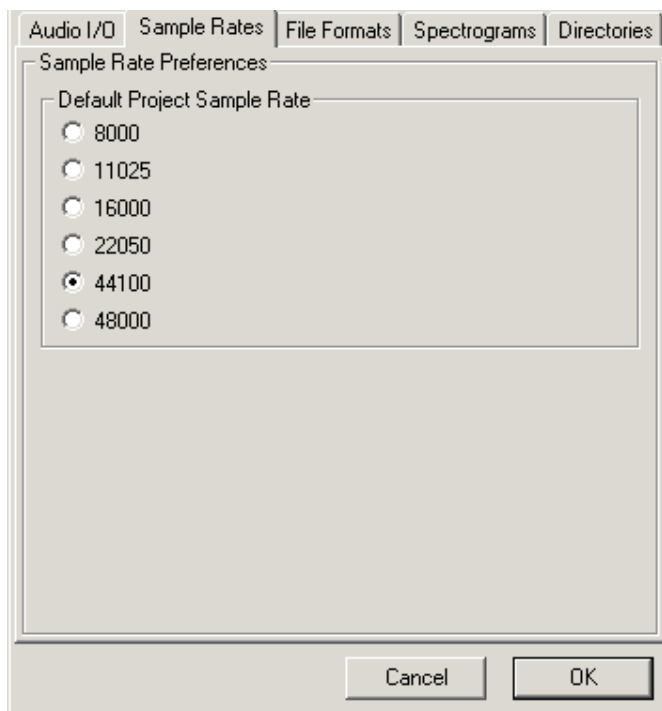 Audio I/O Sample Rates File Formats Spectrograms Directories
Sample Rate Preferences
Default Project Sample Rate
8000
11025
16000
22050
44100
48000
Cancel OK